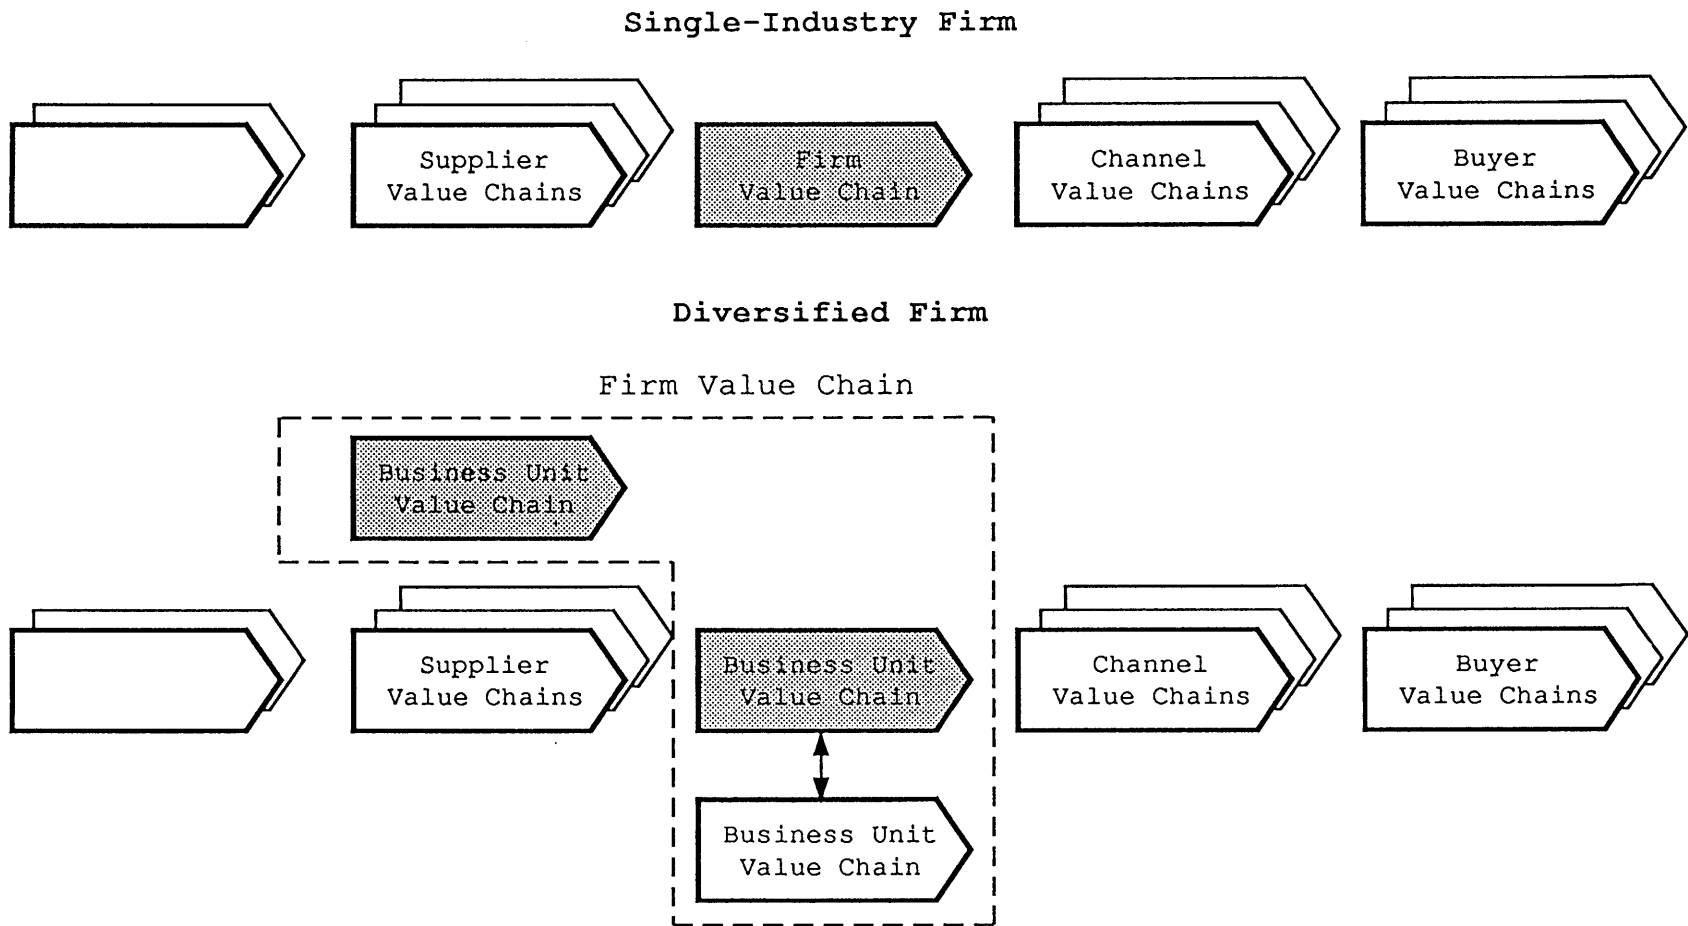 Single-Industry Firm
Supplier
Value Chains
Firm
Value Chain
Channel
Value Chains
Buyer
Value Chains
Diversified Firm
Firm Value Chain
Business Unit
Value Chain
Supplier
Value Chains
Business Unit
Value Chain
Channel
Value Chains
Buyer
Value Chains
Business Unit
Value Chain